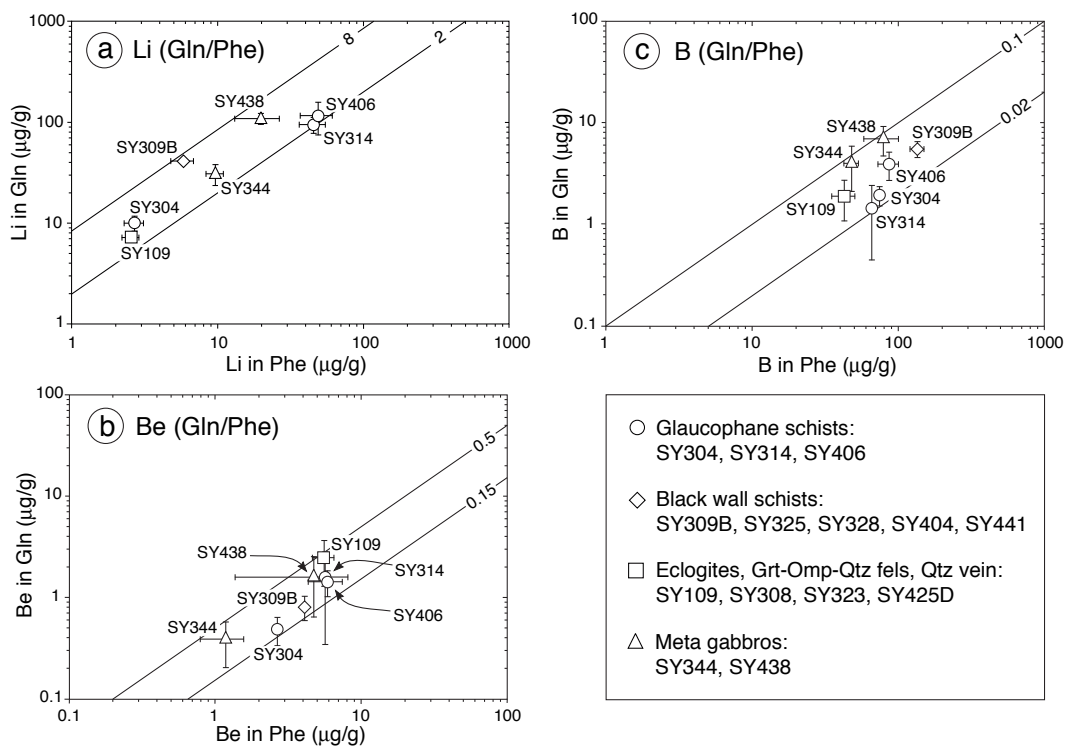 a Li (Gln/Phe)
Li in Gln (µg/g)
1000
100
10
1
8
2
SY438
SY406
SY314
SY309B
SY344
SY304
SY109
1 10 100 1000
Li in Phe (µg/g)
c B (Gln/Phe)
B in Gln (µg/g)
100
10
1
0.1
0.1
0.02
SY438
SY309B
SY344
SY406
SY109
SY304
SY314
1 10 100 1000
B in Phe (µg/g)
b Be (Gln/Phe)
Be in Gln (µg/g)
100
10
1
0.1
0.5
0.15
SY109
SY438
SY314
SY309B
SY406
SY344
SY304
0.1 1 10 100
Be in Phe (µg/g)
Glaucophane schists:
SY304, SY314, SY406
Black wall schists:
SY309B, SY325, SY328, SY404, SY441
Eclogites, Grt-Omp-Qtz fels, Qtz vein:
SY109, SY308, SY323, SY425D
Meta gabbros:
SY344, SY438